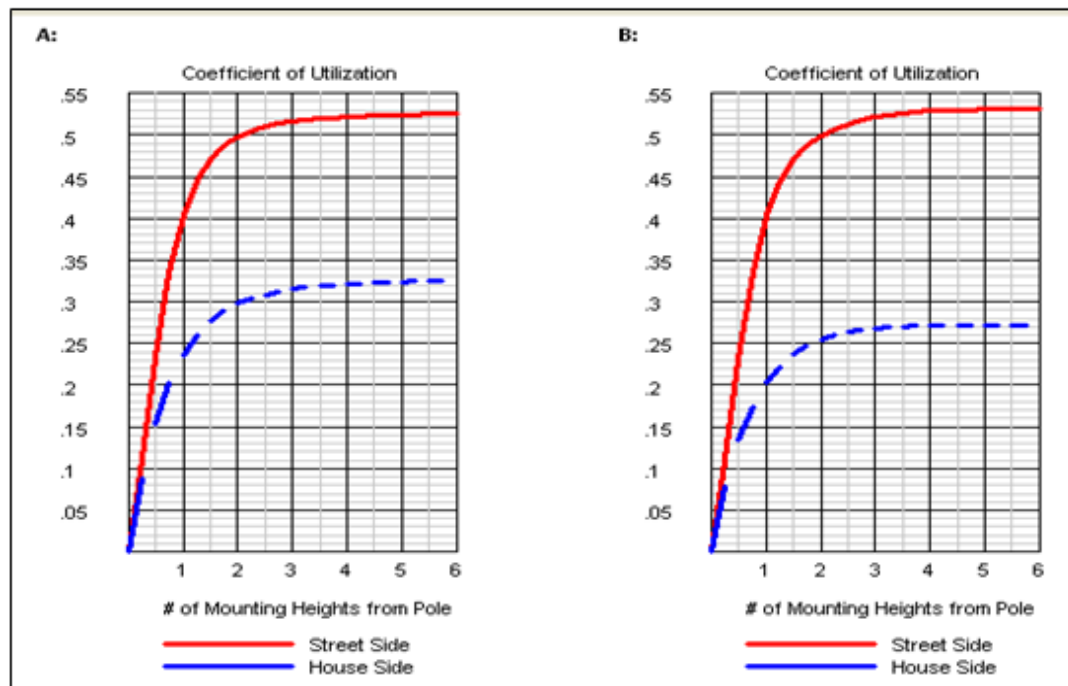 A:
Coefficient of Utilization
.55
.5
.45
.4
.35
.3
.25
.2
.15
.1
.05
1 2 3 4 5 6
# of Mounting Heights from Pole
Street Side
House Side
B:
Coefficient of Utilization
.55
.5
.45
.4
.35
.3
.25
.2
.15
.1
.05
1 2 3 4 5 6
# of Mounting Heights from Pole
Street Side
House Side